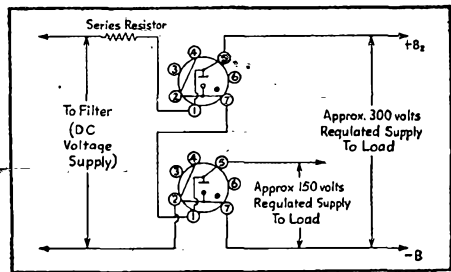 Series Resistor
4
5
3
6
2
7
1
+B2
To Filter
(DC
Voltage
Supply)
Approx. 300 volts
Regulated Supply
To Load
4
5
3
6
2
7
1
Approx 150 volts
Regulated Supply
To Load
-B